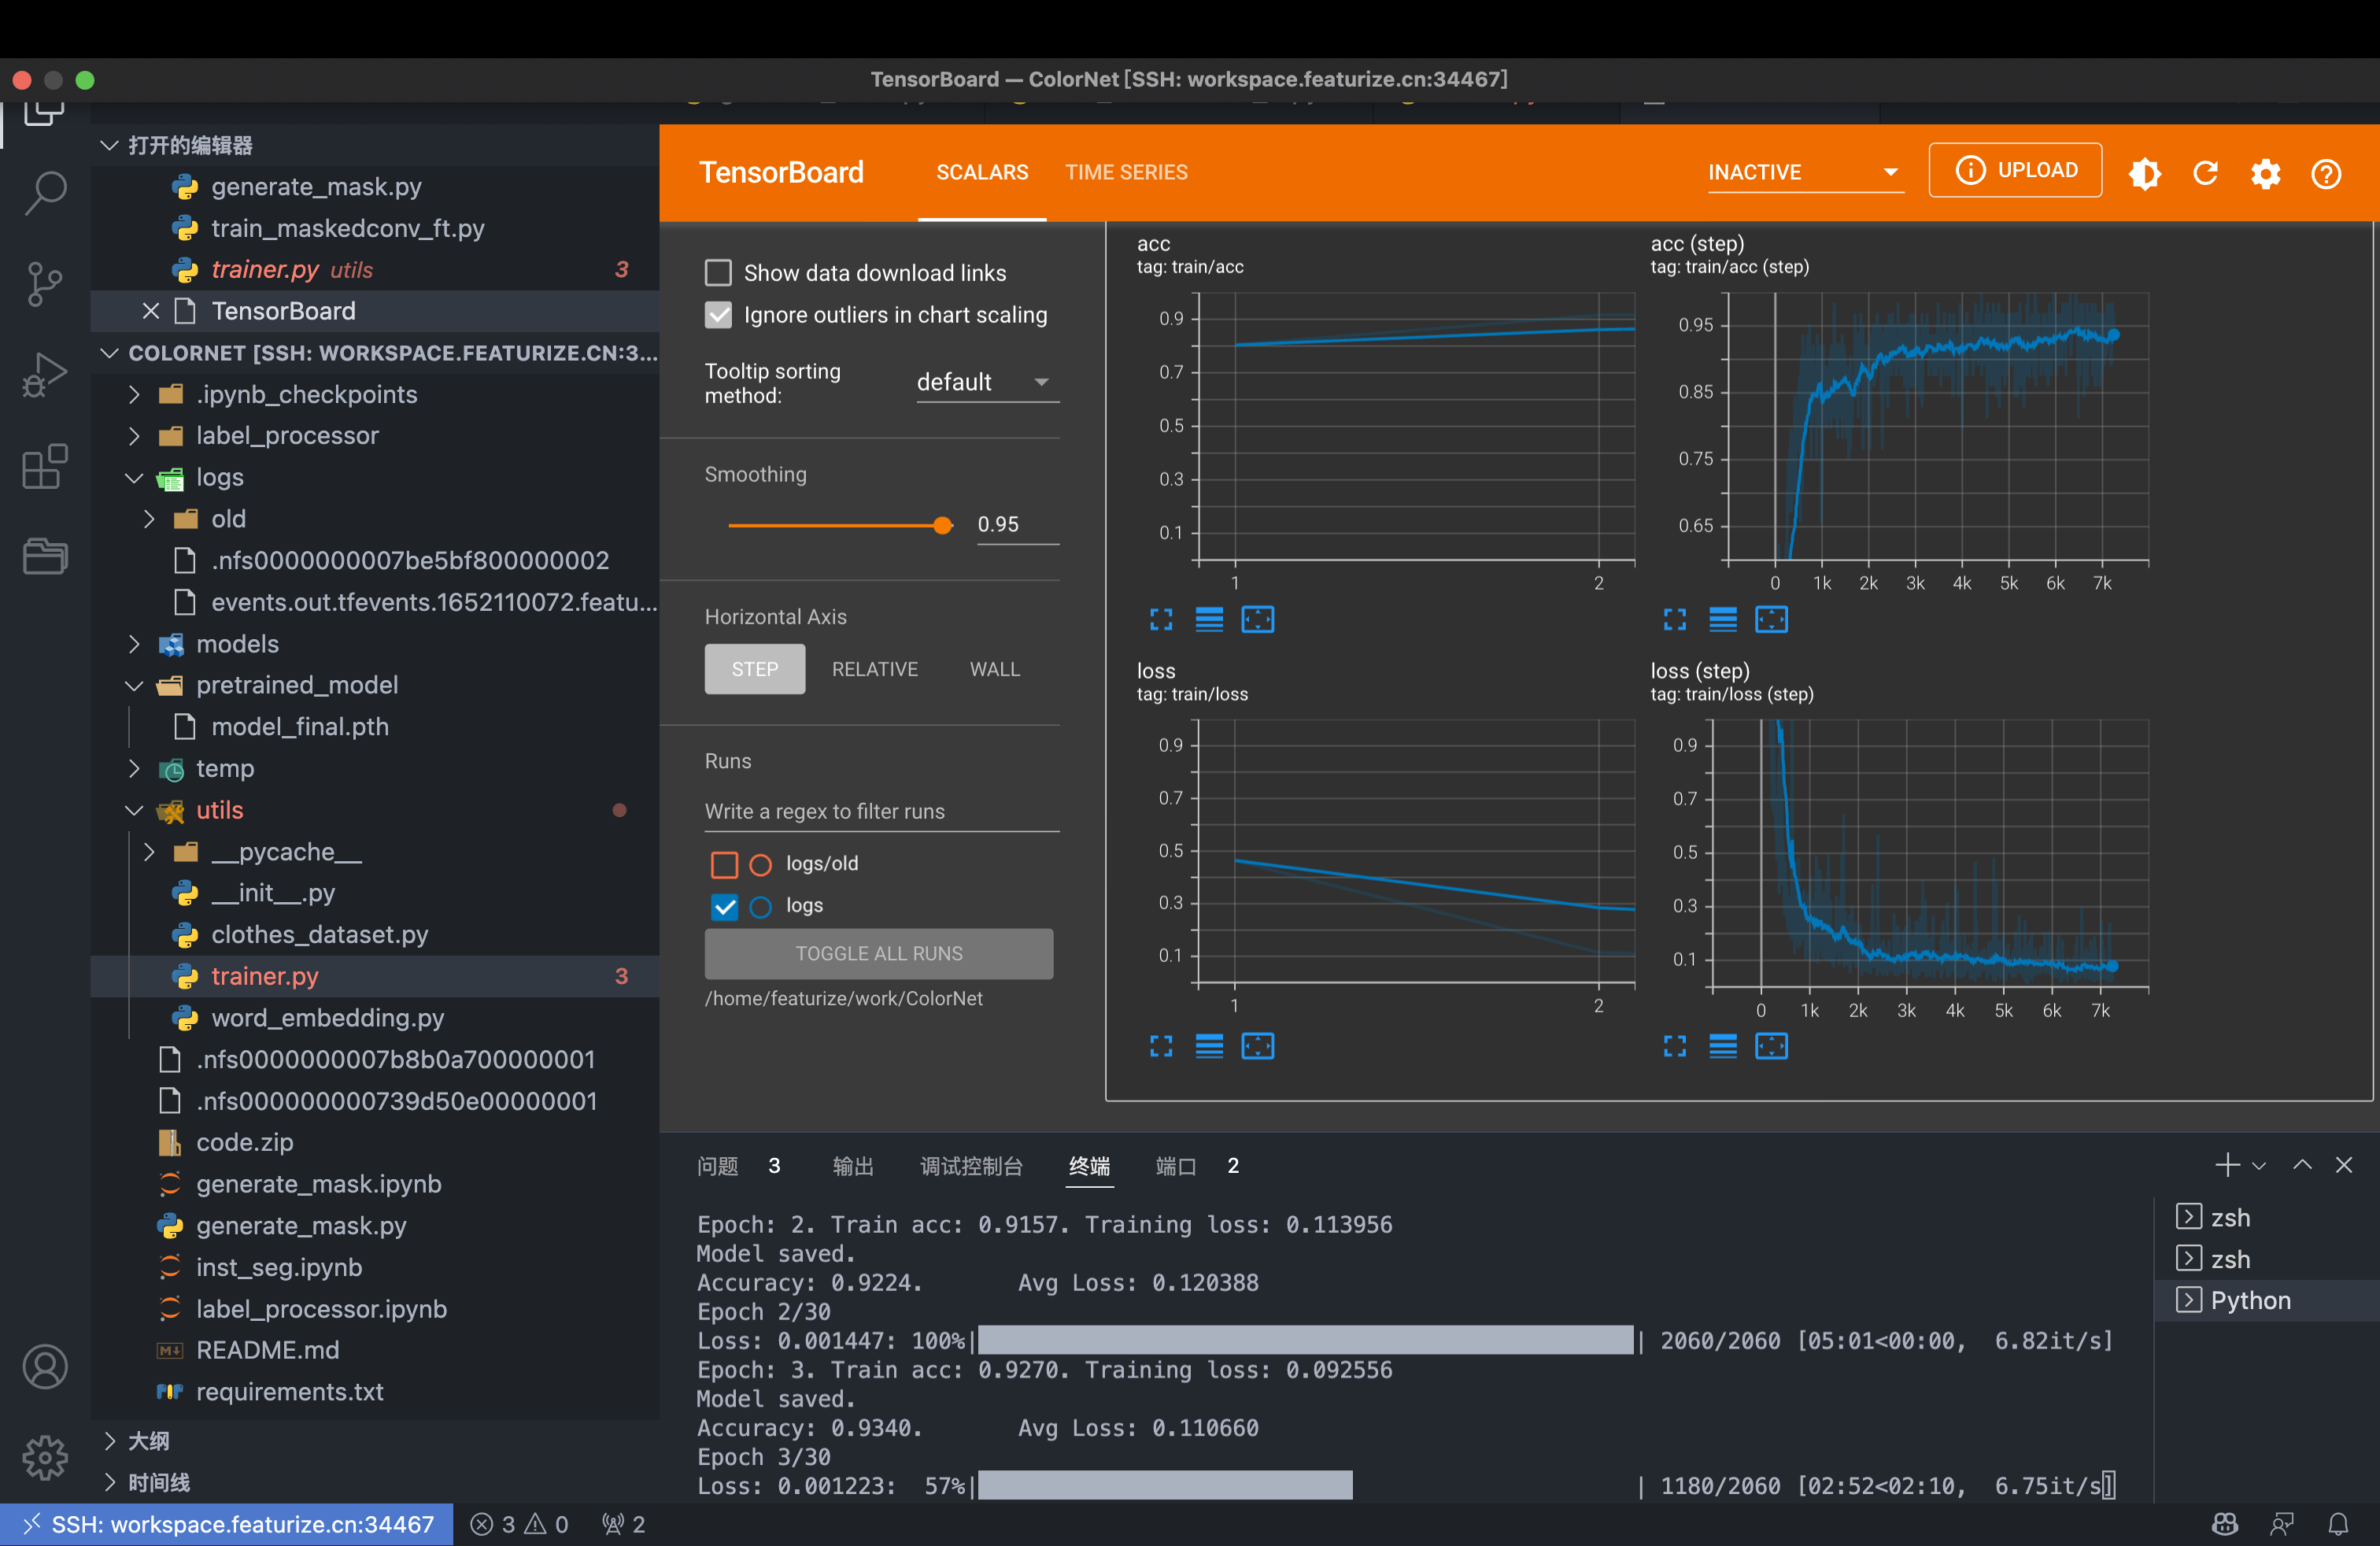 TensorBoard — ColorNet [SSH: workspace.featurize.cn:34467]
打开的编辑器
generate_mask.py
train_maskedconv_ft.py
trainer.py utils 3
TensorBoard
COLORNET [SSH: WORKSPACE.FEATURIZE.CN:3...
.ipynb_checkpoints
label_processor
logs
old
.nfs0000000007be5bf800000002
events.out.tfevents.1652110072.featu...
models
pretrained_model
model_final.pth
temp
utils
__pycache__
__init__.py
clothes_dataset.py
trainer.py 3
word_embedding.py
.nfs0000000007b8b0a700000001
.nfs000000000739d50e00000001
code.zip
generate_mask.ipynb
generate_mask.py
inst_seg.ipynb
label_processor.ipynb
README.md
requirements.txt
大纲
时间线
TensorBoard SCALARS TIME SERIES INACTIVE UPLOAD
Show data download links
Ignore outliers in chart scaling
Tooltip sorting
method: default
Smoothing
0.95
Horizontal Axis
STEP RELATIVE WALL
Runs
Write a regex to filter runs
logs/old
logs
TOGGLE ALL RUNS
/home/featurize/work/ColorNet
acc
tag: train/acc
0.9
0.7
0.5
0.3
0.1
1 2
acc (step)
tag: train/acc (step)
0.95
0.85
0.75
0.65
0 1k 2k 3k 4k 5k 6k 7k
loss
tag: train/loss
0.9
0.7
0.5
0.3
0.1
1 2
loss (step)
tag: train/loss (step)
0.9
0.7
0.5
0.3
0.1
0 1k 2k 3k 4k 5k 6k 7k
问题 3 输出 调试控制台 终端 端口 2
Epoch: 2. Train acc: 0.9157. Training loss: 0.113956
Model saved.
Accuracy: 0.9224. Avg Loss: 0.120388
Epoch 2/30
Loss: 0.001447: 100%| | 2060/2060 [05:01<00:00, 6.82it/s]
Epoch: 3. Train acc: 0.9270. Training loss: 0.092556
Model saved.
Accuracy: 0.9340. Avg Loss: 0.110660
Epoch 3/30
Loss: 0.001223: 57%| | 1180/2060 [02:52<02:10, 6.75it/s]
zsh
zsh
Python
SSH: workspace.featurize.cn:34467 3 0 2